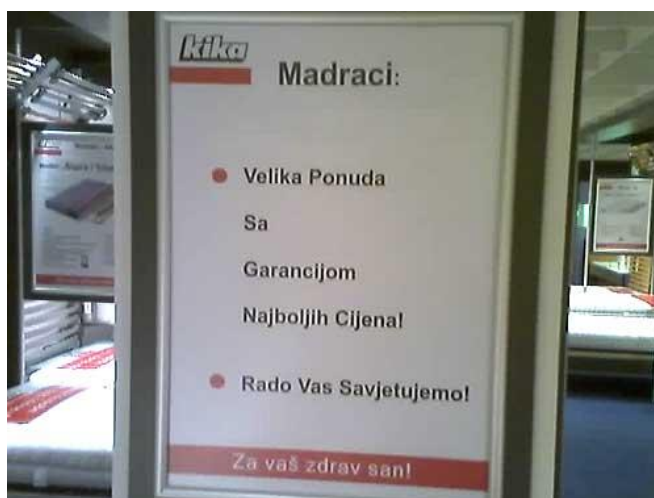 kika
Madraci:
Velika Ponuda
Sa
Garancijom
Najboljih Cijena!
Rado Vas Savjetujemo!
Za vaš zdrav san!